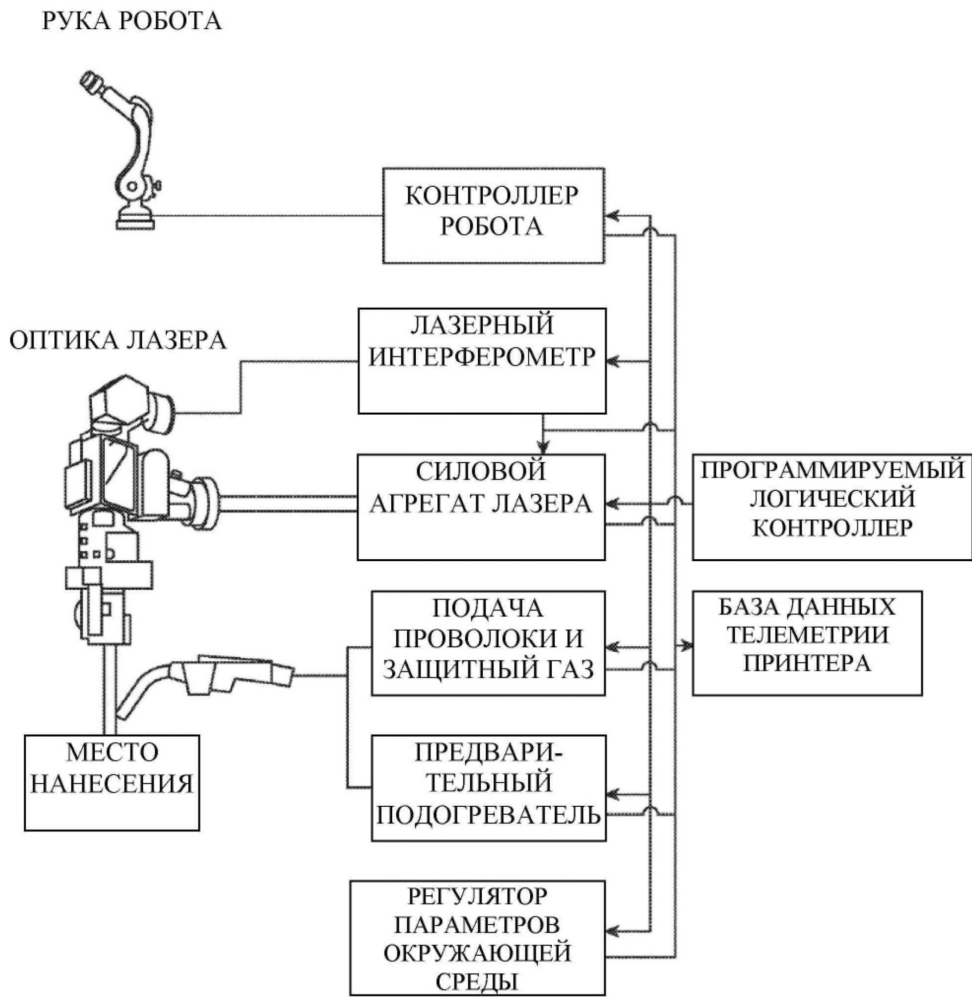 РУКА РОБОТА
КОНТРОЛЛЕР
РОБОТА
ОПТИКА ЛАЗЕРА
ЛАЗЕРНЫЙ
ИНТЕРФЕРОМЕТР
СИЛОВОЙ
АГРЕГАТ ЛАЗЕРА
ПРОГРАММИРУЕМЫЙ
ЛОГИЧЕСКИЙ
КОНТРОЛЛЕР
ПОДАЧА
ПРОВОЛОКИ И
ЗАЩИТНЫЙ ГАЗ
БАЗА ДАННЫХ
ТЕЛЕМЕТРИИ
ПРИНТЕРА
МЕСТО
НАНЕСЕНИЯ
ПРЕДВАРИ-
ТЕЛЬНЫЙ
ПОДОГРЕВАТЕЛЬ
РЕГУЛЯТОР
ПАРАМЕТРОВ
ОКРУЖАЮЩЕЙ
СРЕДЫ